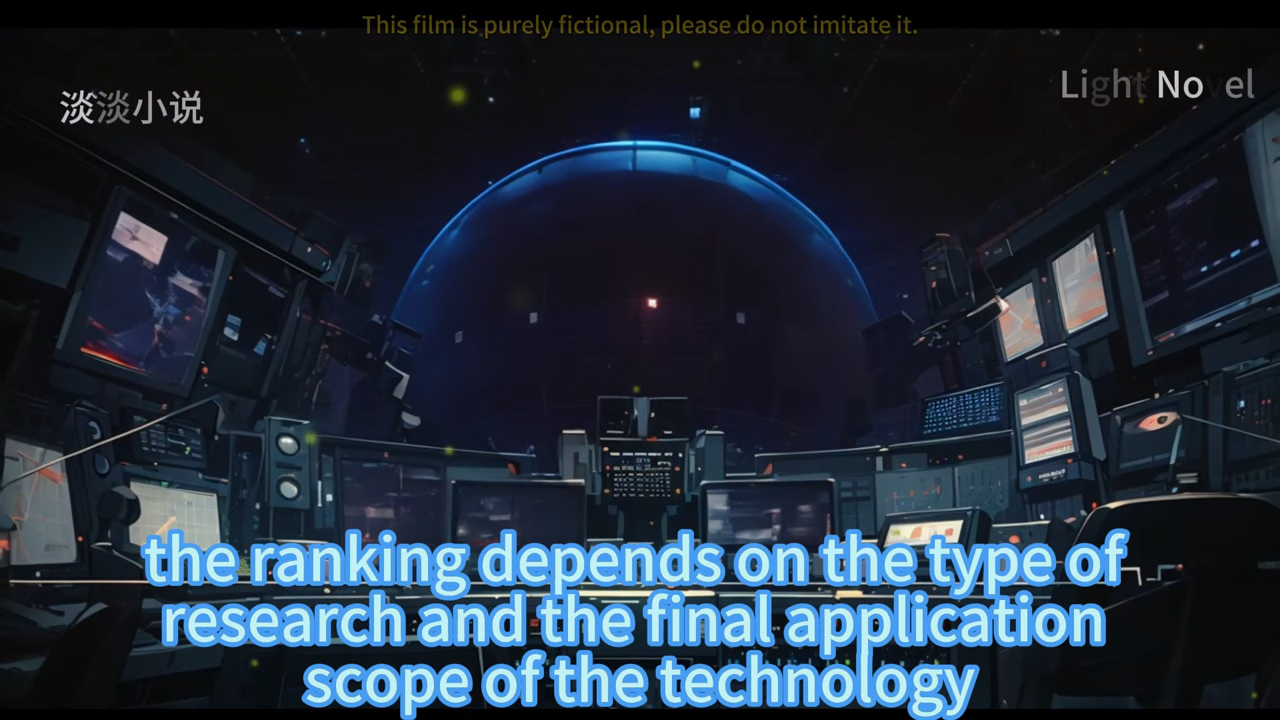 This film is purely fictional, please do not imitate it.
淡淡小说
Light Novel
the ranking depends on the type of
research and the final application
scope of the technology